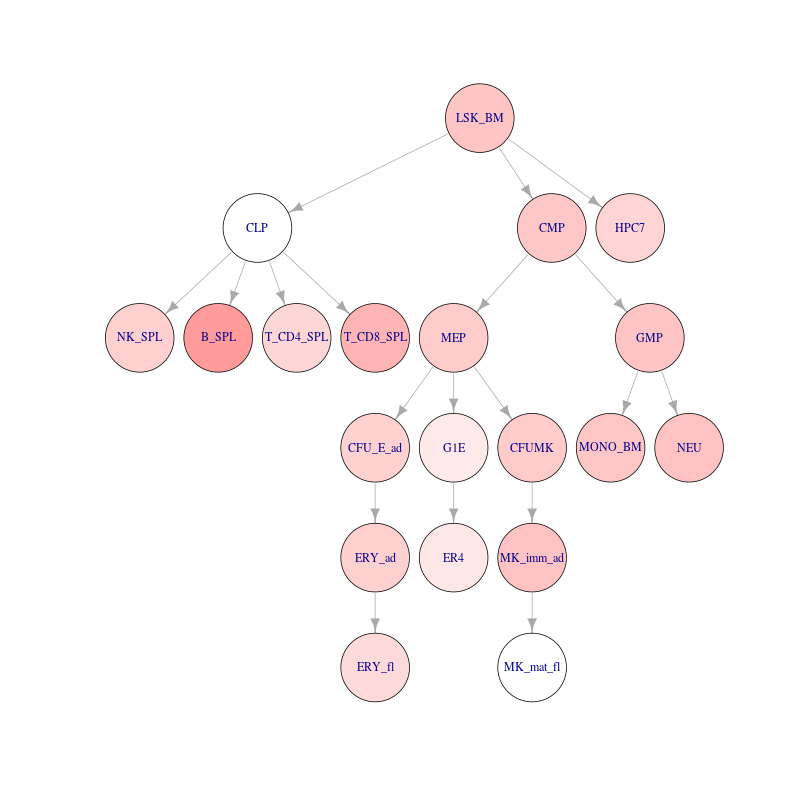 LSK_BM
CLP
CMP
HPC7
NK_SPL
B_SPL
T_CD4_SPL
T_CD8_SPL
MEP
GMP
CFU_E_ad
G1E
CFUMK
MONO_BM
NEU
ERY_ad
ER4
MK_imm_ad
ERY_fl
MK_mat_fl